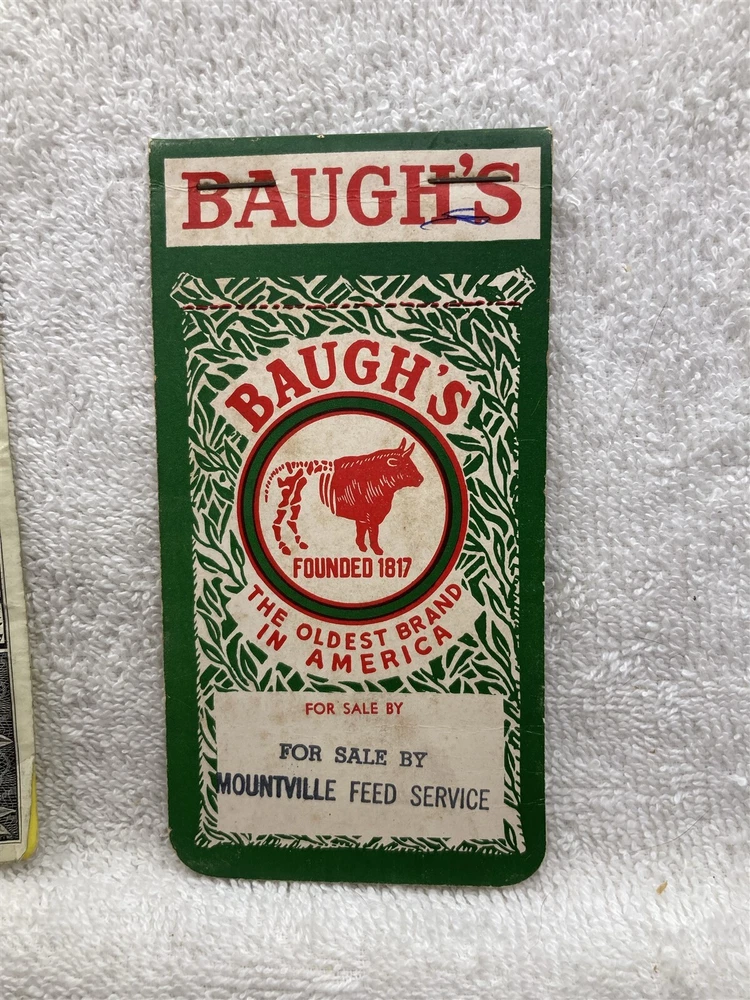 BAUGH'S
BAUGH'S
FOUNDED 1817
THE OLDEST BRAND
IN AMERICA
FOR SALE BY
FOR SALE BY
MOUNTVILLE FEED SERVICE